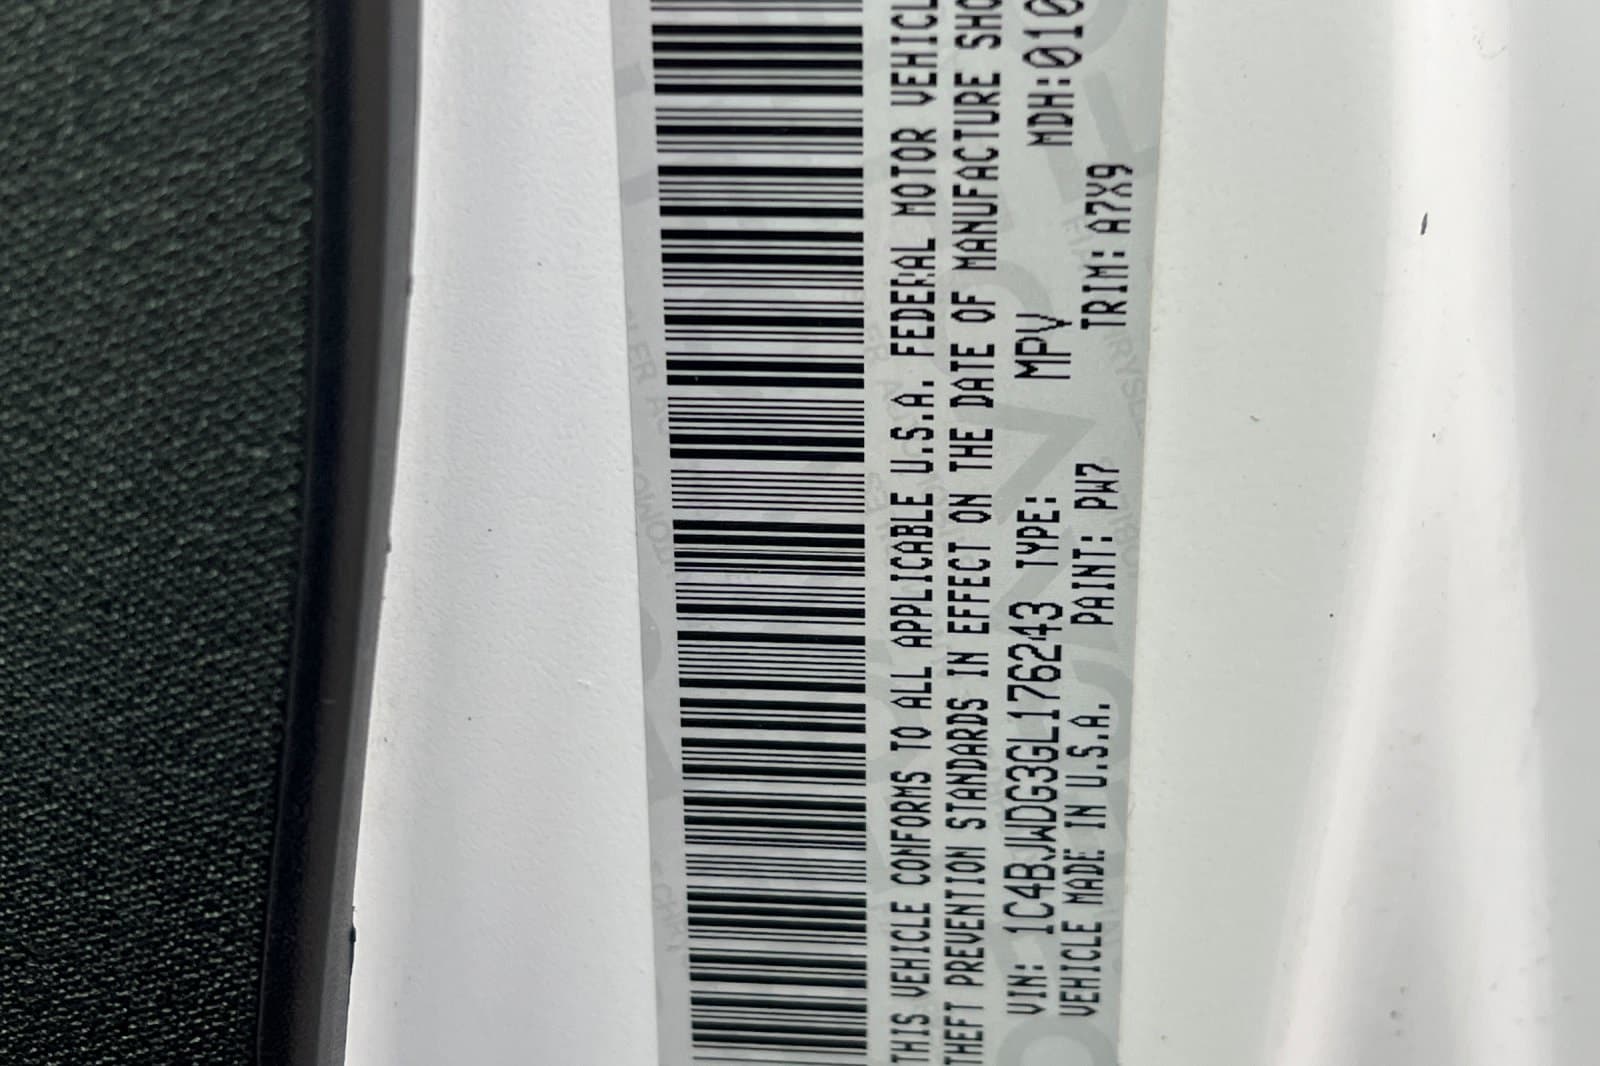 THIS VEHICLE CONFORMS TO ALL APPLICABLE U.S.A. FEDERAL MOTOR VEHICL
THEFT PREVENTION STANDARDS IN EFFECT ON THE DATE OF MANUFACTURE SHO
VIN: 1C4BJWDG3GL176243 TYPE: MPV MDH:010
VEHICLE MADE IN U.S.A. PAINT: PW7 TRIM: A7X9